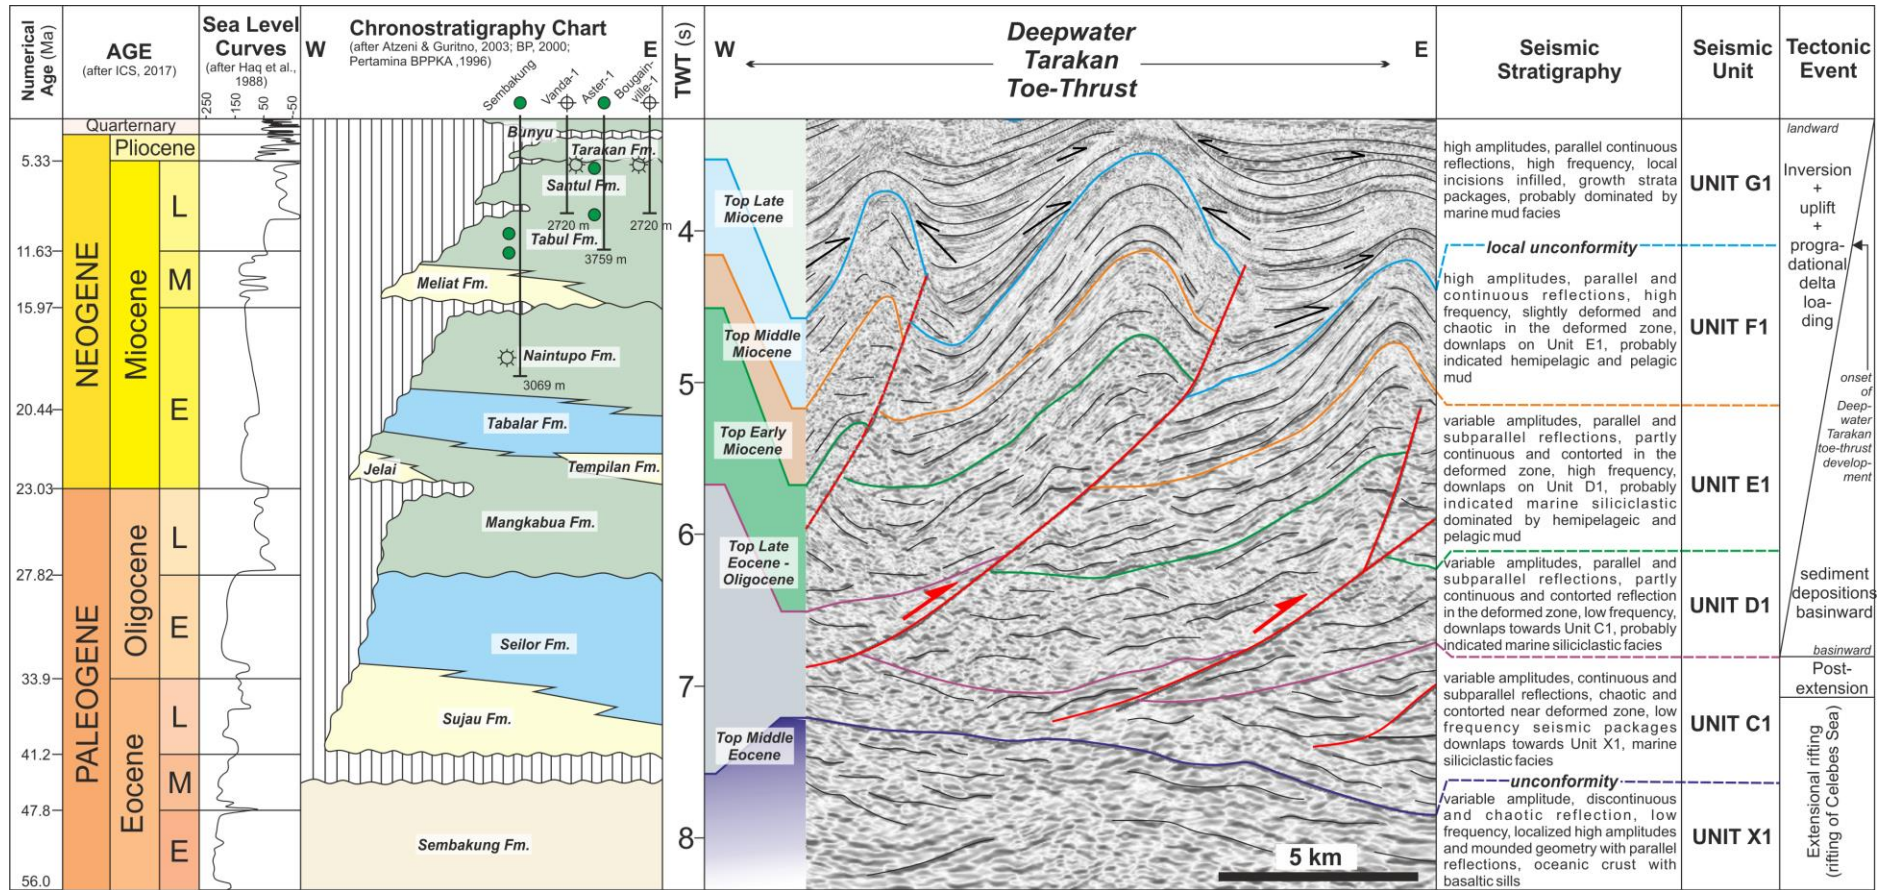 Numerical
Age (Ma)
AGE
(after ICS, 2017)
Sea Level
Curves
(after Haq et al.,
1988)
250
150
50
-50
W
Chronostratigraphy Chart
(after Atzeni & Guritno, 2003; BP, 2000;
Pertamina BPPKA ,1996)
E
Sembakung
Vanda-1
Aster-1
Bougain-
ville-1
TWT (s)
W
Deepwater
Tarakan
Toe-Thrust
E
Seismic
Stratigraphy
Seismic
Unit
Tectonic
Event
5.33
11.63
15.97
20.44
23.03
27.82
33.9
41.2
47.8
56.0
NEOGENE
PALEOGENE
Quarternary
Pliocene
Miocene
Oligocene
Eocene
L
M
E
L
E
L
M
E
Bunyu
Tarakan Fm.
Santul Fm.
2720 m
2720 m
Tabul Fm.
3759 m
Meliat Fm.
Naintupo Fm.
3069 m
Tabalar Fm.
Jelai
Tempilan Fm.
Mangkabua Fm.
Seilor Fm.
Sujau Fm.
Sembakung Fm.
4
5
6
7
8
Top Late
Miocene
Top Middle
Miocene
Top Early
Miocene
Top Late
Eocene -
Oligocene
Top Middle
Eocene
5 km
high amplitudes, parallel continuous
reflections, high frequency, local
incisions infilled, growth strata
packages, probably dominated by
marine mud facies
local unconformity
high amplitudes, parallel and
continuous reflections, high
frequency, slightly deformed and
chaotic in the deformed zone,
downlaps on Unit E1, probably
indicated hemipelagic and pelagic
mud
variable amplitudes, parallel and
subparallel reflections, partly
continuous and contorted in the
deformed zone, high frequency,
downlaps on Unit D1, probably
indicated marine siliciclastic
dominated by hemipelageic and
pelagic mud
variable amplitudes, parallel and
subparallel reflections, partly
continuous and contorted reflection
in the deformed zone, low frequency,
downlaps towards Unit C1, probably
indicated marine siliciclastic facies
variable amplitudes, continuous and
subparallel reflections, chaotic and
contorted near deformed zone, low
frequency seismic packages
downlaps towards Unit X1, marine
siliciclastic facies
unconformity
variable amplitude, discontinuous
and chaotic reflection, low
frequency, localized high amplitudes
and mounded geometry with parallel
reflections, oceanic crust with
basaltic sills
UNIT G1
UNIT F1
UNIT E1
UNIT D1
UNIT C1
UNIT X1
landward
Inversion
+
uplift
+
progra-
dational
delta
loa-
ding
onset
of
Deep-
water
Tarakan
toe-thrust
develop-
ment
sediment
depositions
basinward
basinward
Post-
extension
Extensional rifting
(rifting of Celebes Sea)